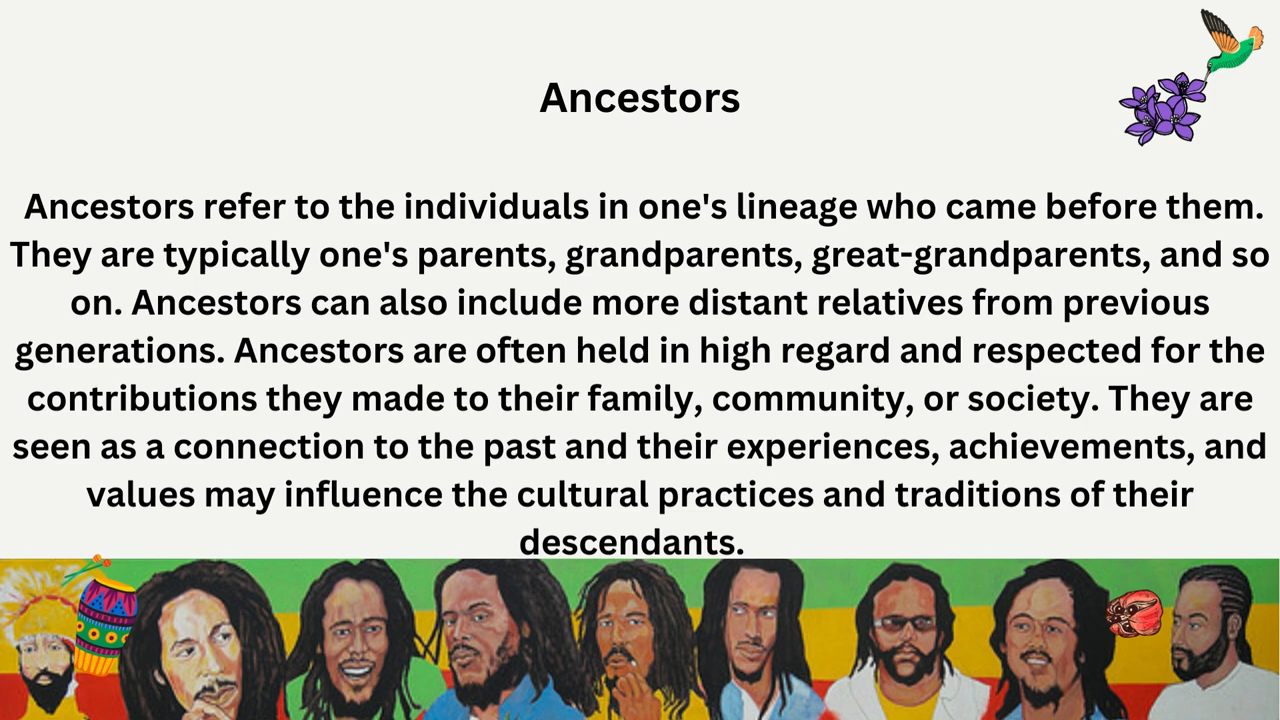 Ancestors
Ancestors refer to the individuals in one's lineage who came before them.
They are typically one's parents, grandparents, great-grandparents, and so
on. Ancestors can also include more distant relatives from previous
generations. Ancestors are often held in high regard and respected for the
contributions they made to their family, community, or society. They are
seen as a connection to the past and their experiences, achievements, and
values may influence the cultural practices and traditions of their
descendants.